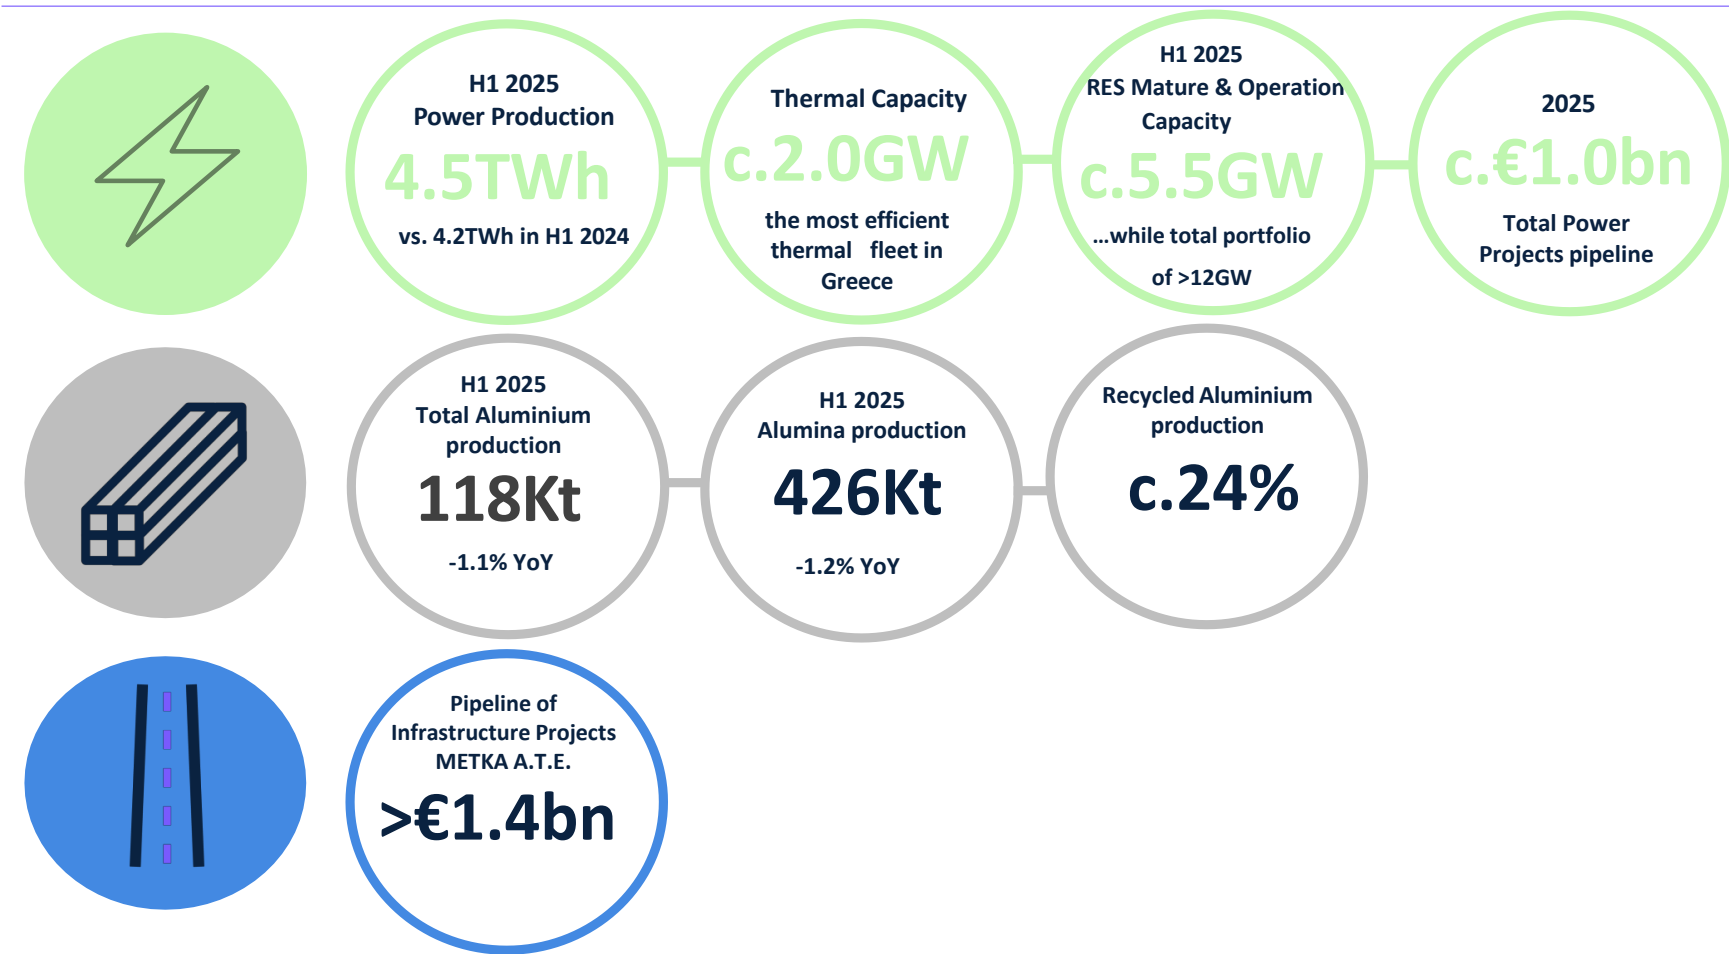 H1 2025
Power Production
4.5TWh
vs. 4.2TWh in H1 2024
Thermal Capacity
c.2.0GW
the most efficient
thermal fleet in
Greece
H1 2025
RES Mature & Operation
Capacity
c.5.5GW
...while total portfolio
of >12GW
2025
c.€1.0bn
Total Power
Projects pipeline
H1 2025
Total Aluminium
production
118Kt
-1.1% YoY
H1 2025
Alumina production
426Kt
-1.2% YoY
Recycled Aluminium
production
c.24%
Pipeline of
Infrastructure Projects
METKA A.T.E.
>€1.4bn